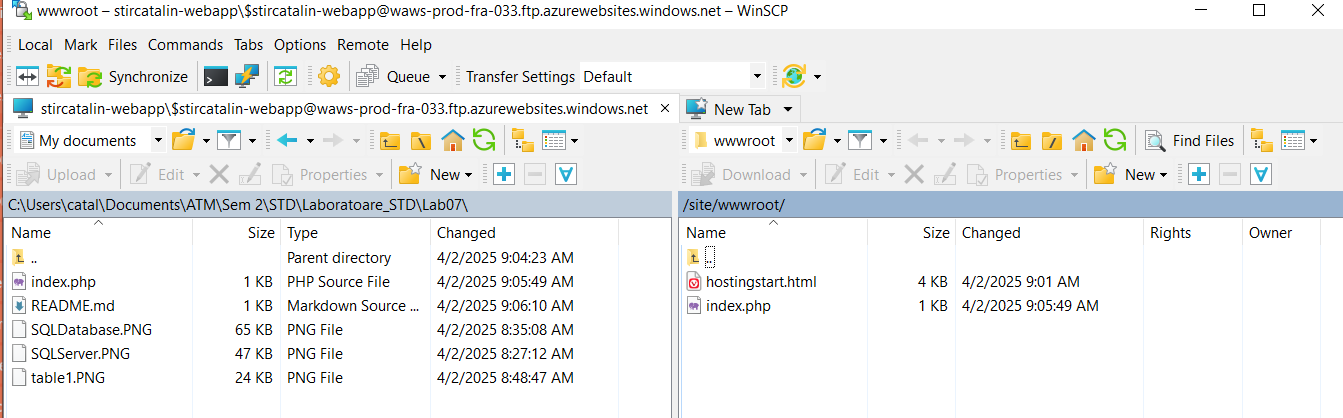 wwwroot – stircatalin-webapp\$stircatalin-webapp@waws-prod-fra-033.ftp.azurewebsites.windows.net – WinSCP
Local Mark Files Commands Tabs Options Remote Help
Synchronize Queue Transfer Settings Default
stircatalin-webapp\$stircatalin-webapp@waws-prod-fra-033.ftp.azurewebsites.windows.net × New Tab
My documents wwwroot Find Files
Upload Edit Properties New Download Edit Properties New
C:\Users\catal\Documents\ATM\Sem 2\STD\Laboratoare_STD\Lab07\ /site/wwwroot/
Name Size Type Changed Name Size Changed Rights Owner
.. Parent directory 4/2/2025 9:04:23 AM ..
index.php 1 KB PHP Source File 4/2/2025 9:05:49 AM hostingstart.html 4 KB 4/2/2025 9:01 AM
README.md 1 KB Markdown Source ... 4/2/2025 9:06:10 AM index.php 1 KB 4/2/2025 9:05:49 AM
SQLDatabase.PNG 65 KB PNG File 4/2/2025 8:35:08 AM
SQLServer.PNG 47 KB PNG File 4/2/2025 8:27:12 AM
table1.PNG 24 KB PNG File 4/2/2025 8:48:47 AM